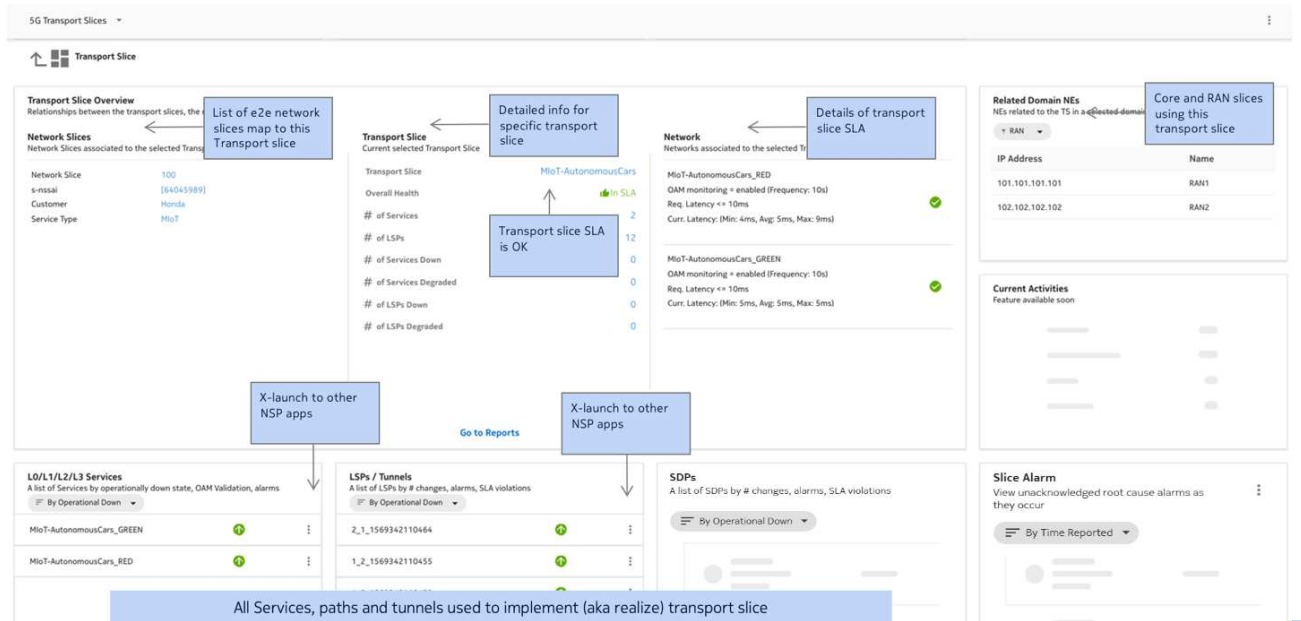 5G Transport Slices
Transport Slice
Transport Slice Overview
Relationships between the transport slices, the
List of e2e network
slices map to this
Transport slice
Network Slices
Network Slices associated to the selected
Network Slice 100
s-nssai [64045989]
Customer Honda
Service Type MIoT
Detailed info for
specific transport
slice
Transport Slice
Current selected Transport Slice
Transport Slice MIoT-AutonomousCars
Overall Health In SLA
# of Services 2
# of LSPs 12
# of Services Down 0
# of Services Degraded 0
# of LSPs Down 0
# of LSPs Degraded 0
Transport slice SLA
is OK
Details of transport
slice SLA
Network
Networks associated to the selected
MIoT-AutonomousCars_RED
OAM monitoring = enabled (Frequency: 10s)
Req. Latency <= 10ms
Curr. Latency: (Min: 4ms, Avg: 5ms, Max: 9ms)
MIoT-AutonomousCars_GREEN
OAM monitoring = enabled (Frequency: 10s)
Req. Latency <= 10ms
Curr. Latency: (Min: 5ms, Avg: 5ms, Max: 5ms)
Related Domain NEs
NEs related to the TS in a selected domain
Core and RAN slices
using this
transport slice
RAN
IP Address Name
101.101.101.101 RAN1
102.102.102.102 RAN2
Current Activities
Feature available soon
X-launch to other
NSP apps
X-launch to other
NSP apps
Go to Reports
L0/L1/L2/L3 Services
A list of Services by operationally down state, OAM Validation, alarms
By Operational Down
MIoT-AutonomousCars_GREEN
MIoT-AutonomousCars_RED
LSPs / Tunnels
A list of LSPs by # changes, alarms, SLA violations
By Operational Down
2_1_1569342110464
1_2_1569342110455
SDPs
A list of SDPs by # changes, alarms, SLA violations
By Operational Down
Slice Alarm
View unacknowledged root cause alarms as
they occur
By Time Reported
All Services, paths and tunnels used to implement (aka realize) transport slice